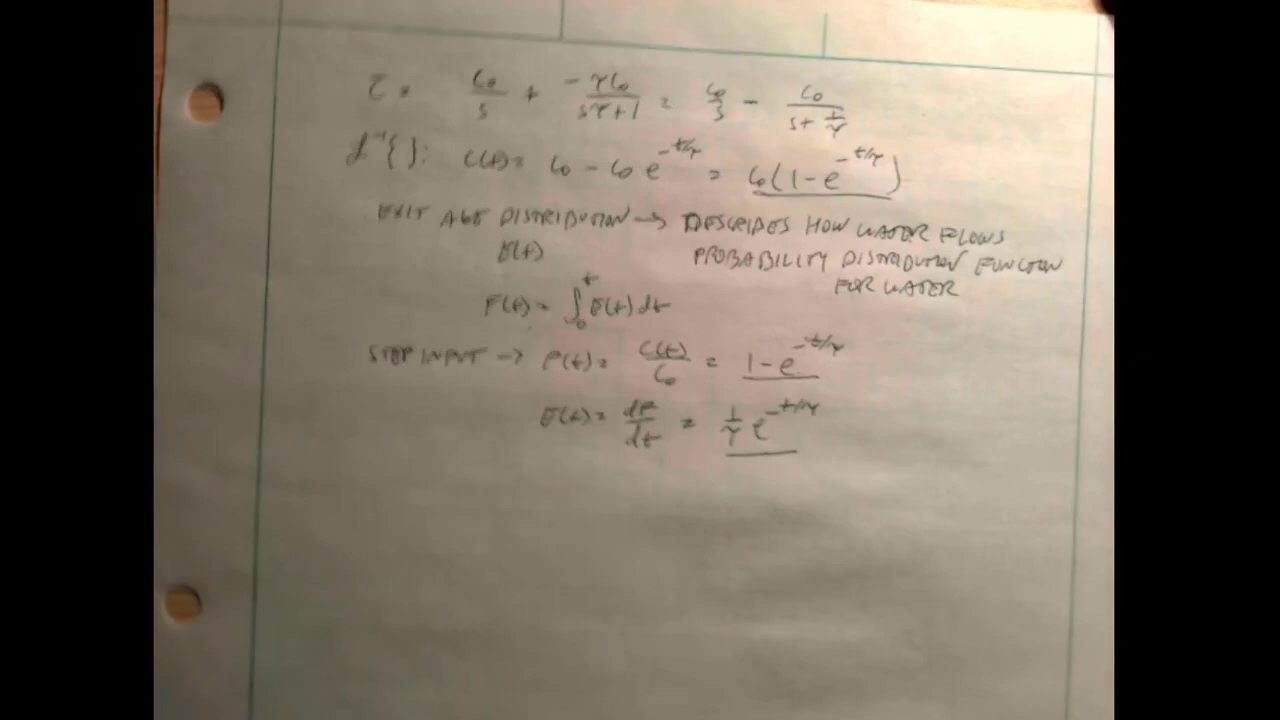 C̄ = C₀/s + -τC₀/(sτ+1) = C₀/s - C₀/(s+1/τ)
ℒ⁻¹{ }: C(t) = C₀ - C₀e^(-t/τ) = C₀(1-e^(-t/τ))
EXIT AGE DISTRIBUTION → DESCRIBES HOW WATER FLOWS
E(t) PROBABILITY DISTRIBUTION FUNCTION
FOR WATER
F(t) = ∫₀ᵗ E(t)dt
STEP INPUT → F(t) = C(t)/C₀ = 1-e^(-t/τ)
E(t) = dF/dt = 1/τ e^(-t/τ)